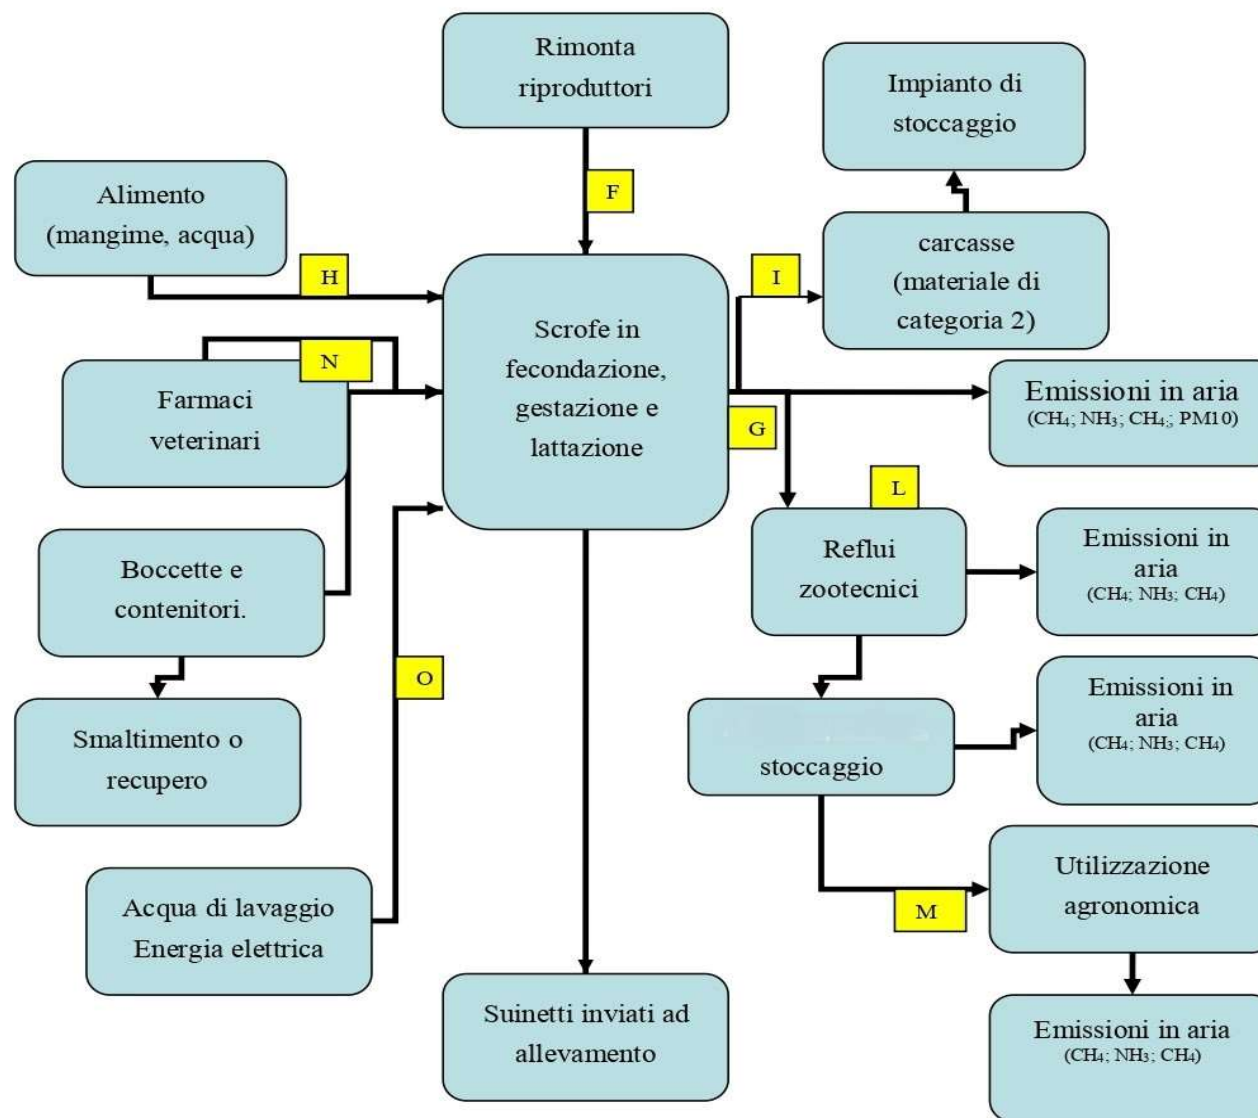 Rimonta
riproduttori
Impianto di
stoccaggio
Alimento
(mangime, acqua)
F
H
I
carcasse
(materiale di
categoria 2)
Scrofe in
fecondazione,
gestazione e
lattazione
N
Farmaci
veterinari
G
Emissioni in aria
(CH₄; NH₃; CH₄; PM10)
L
Reflui
zootecnici
Emissioni in
aria
(CH₄; NH₃; CH₄)
Boccette e
contenitori.
O
Smaltimento o
recupero
stoccaggio
Emissioni in
aria
(CH₄; NH₃; CH₄)
Acqua di lavaggio
Energia elettrica
M
Utilizzazione
agronomica
Suinetti inviati ad
allevamento
Emissioni in aria
(CH₄; NH₃; CH₄)